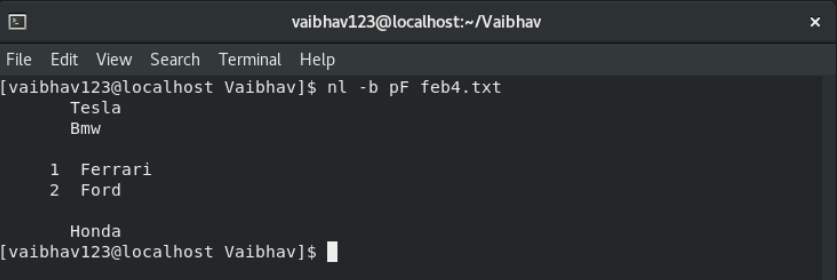 vaibhav123@localhost:~/Vaibhav
File Edit View Search Terminal Help
[vaibhav123@localhost Vaibhav]$ nl -b pF feb4.txt
Tesla
Bmw
1 Ferrari
2 Ford
Honda
[vaibhav123@localhost Vaibhav]$